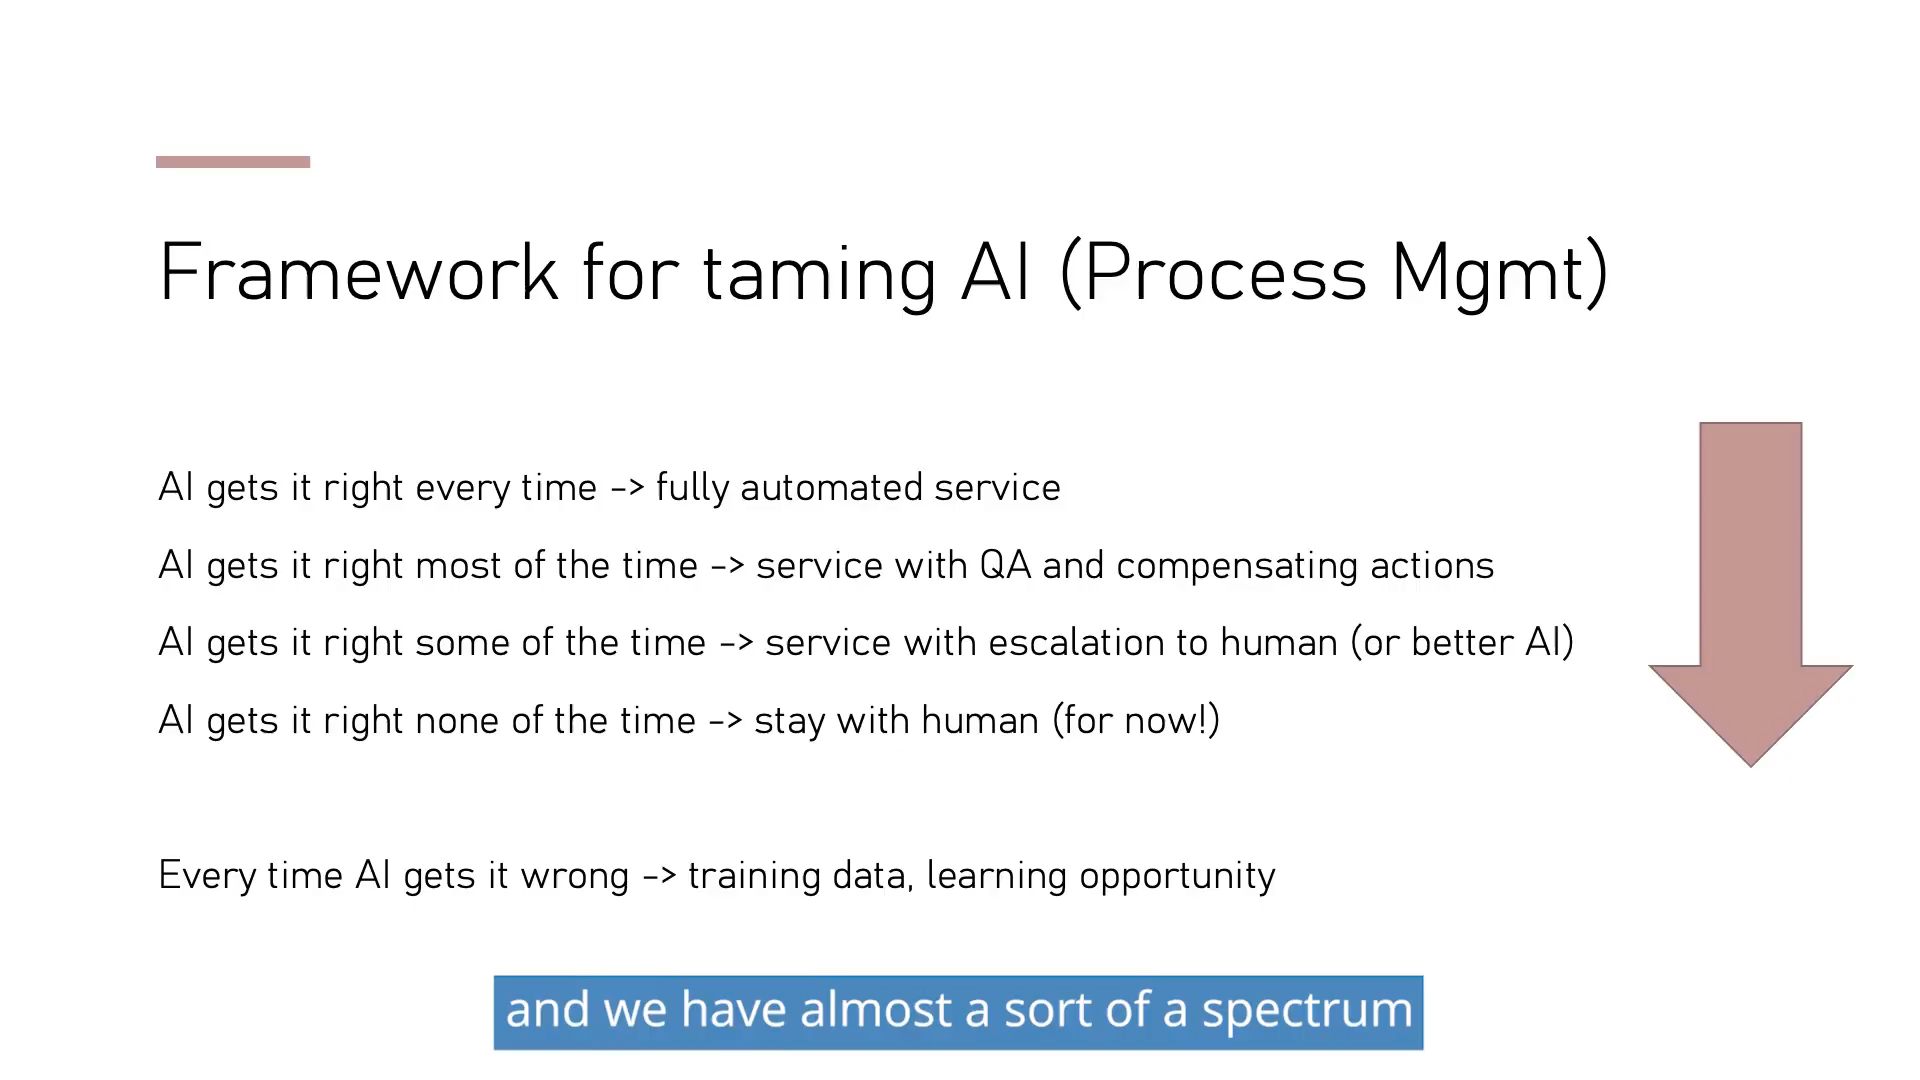 Framework for taming AI (Process Mgmt)
AI gets it right every time -> fully automated service
AI gets it right most of the time -> service with QA and compensating actions
AI gets it right some of the time -> service with escalation to human (or better AI)
AI gets it right none of the time -> stay with human (for now!)
Every time AI gets it wrong -> training data, learning opportunity
and we have almost a sort of a spectrum